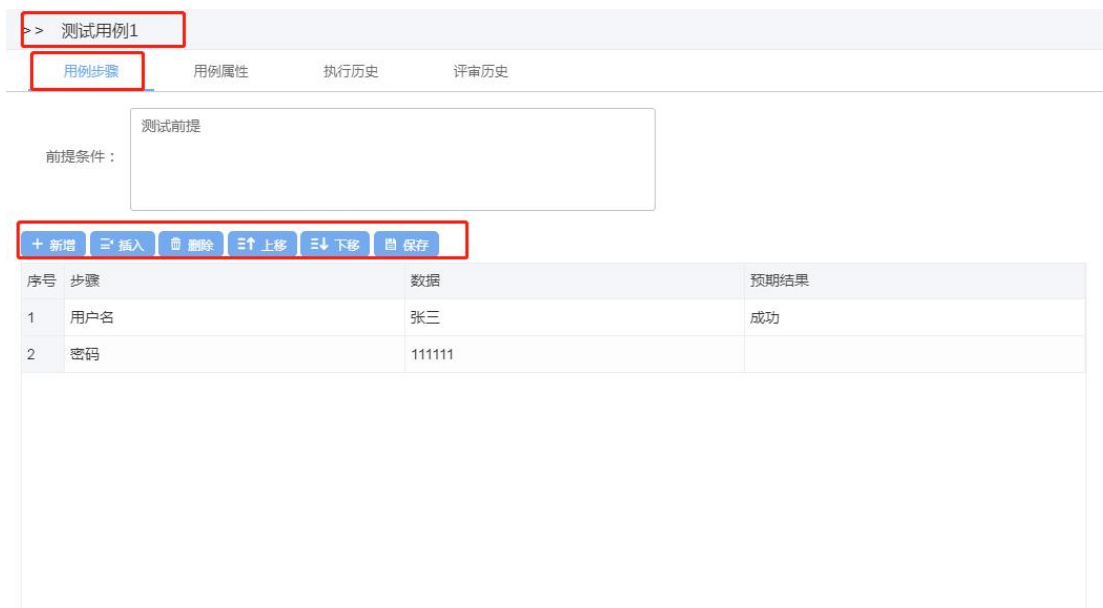 >> 测试用例1
用例步骤 用例属性 执行历史 评审历史
测试前提
前提条件：
新增 插入 删除 上移 下移 保存
序号 步骤 数据 预期结果
1 用户名 张三 成功
2 密码 111111